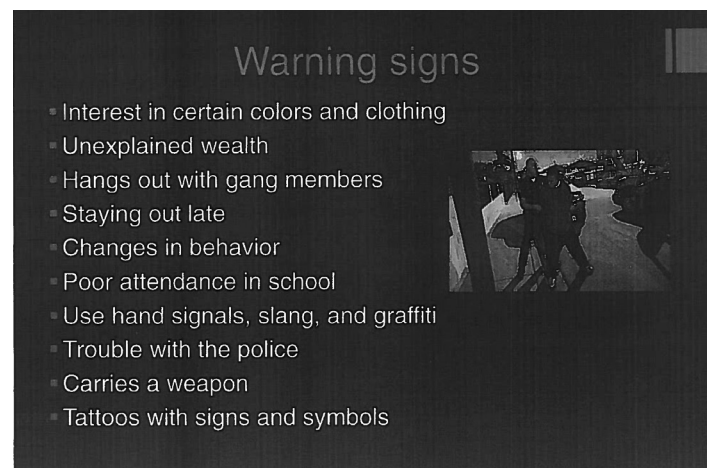 Warning signs
Interest in certain colors and clothing
Unexplained wealth
Hangs out with gang members
Staying out late
Changes in behavior
Poor attendance in school
Use hand signals, slang, and graffiti
Trouble with the police
Carries a weapon
Tattoos with signs and symbols